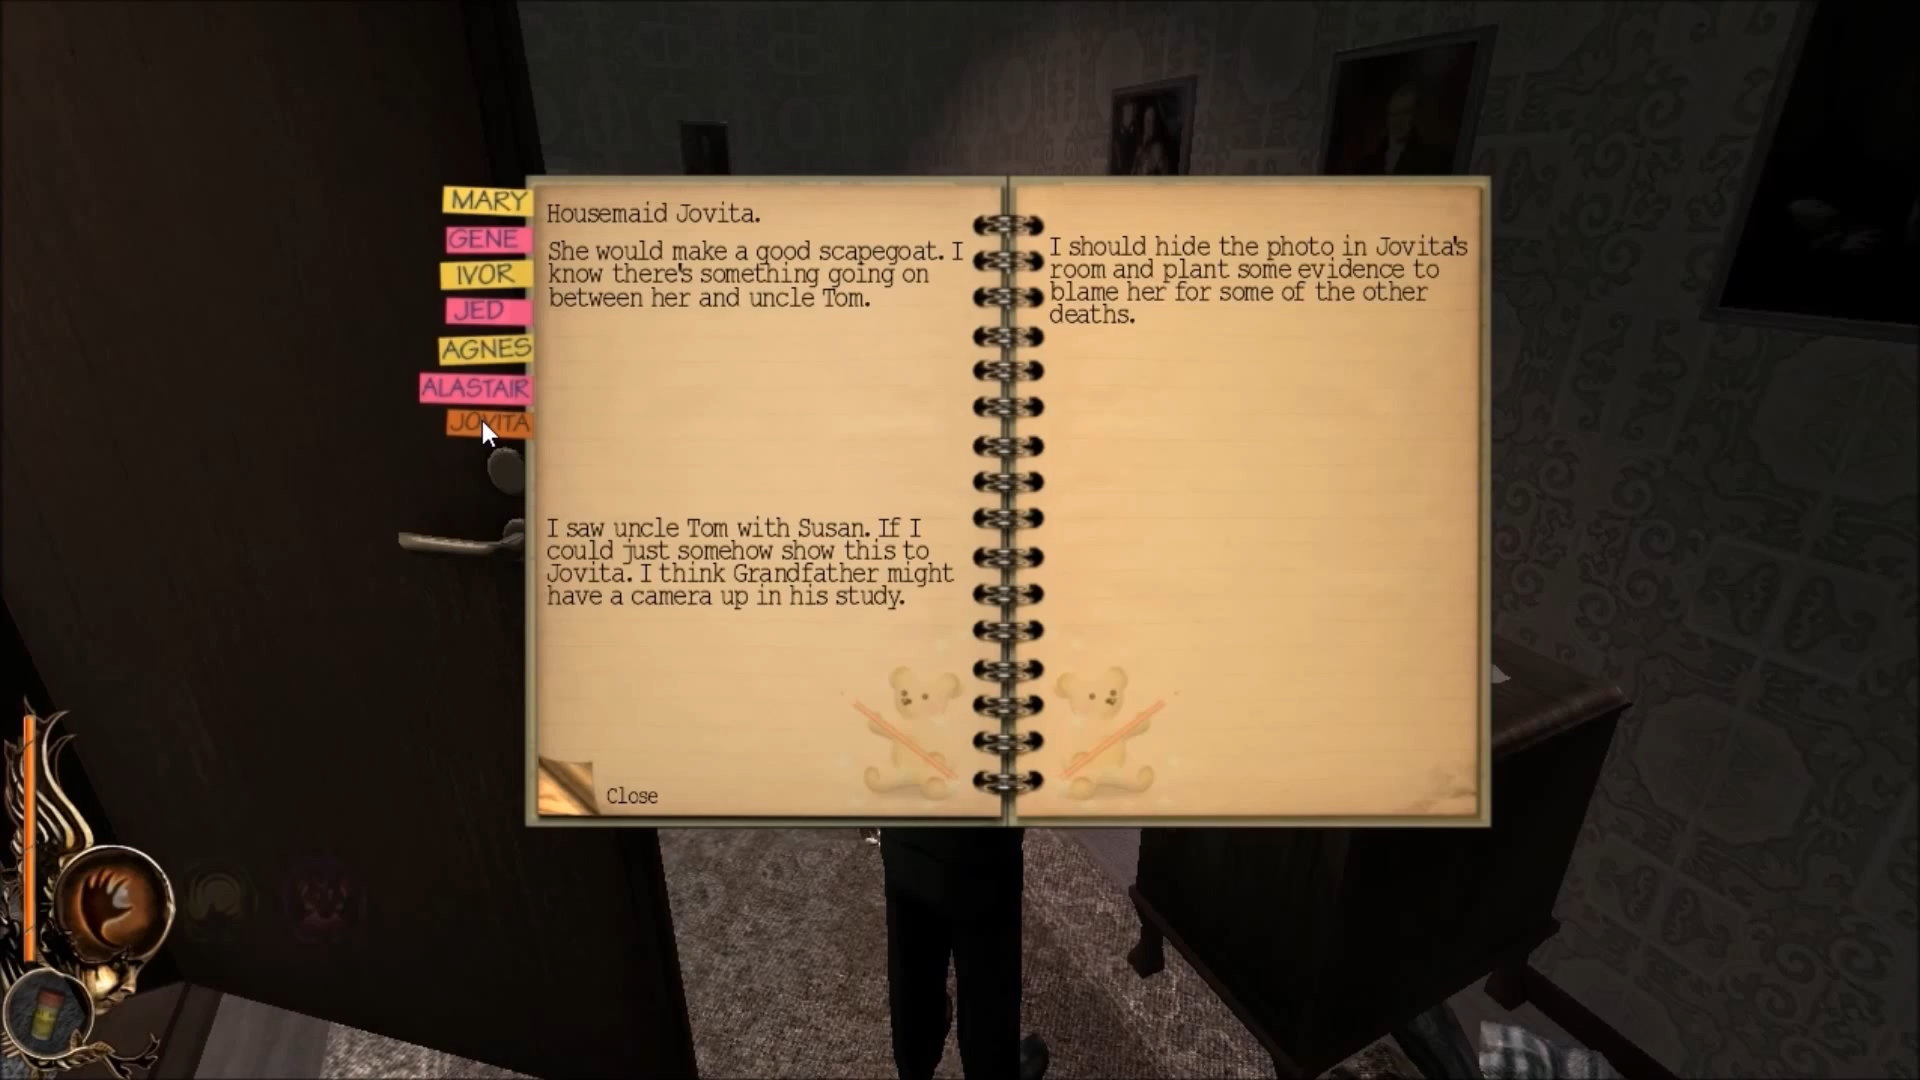 MARY
GENE
IVOR
JED
AGNES
ALASTAIR
JOVITA
Housemaid Jovita.
She would make a good scapegoat. I
know there's something going on
between her and uncle Tom.
I saw uncle Tom with Susan. If I
could just somehow show this to
Jovita. I think Grandfather might
have a camera up in his study.
Close
I should hide the photo in Jovita's
room and plant some evidence to
blame her for some of the other
deaths.